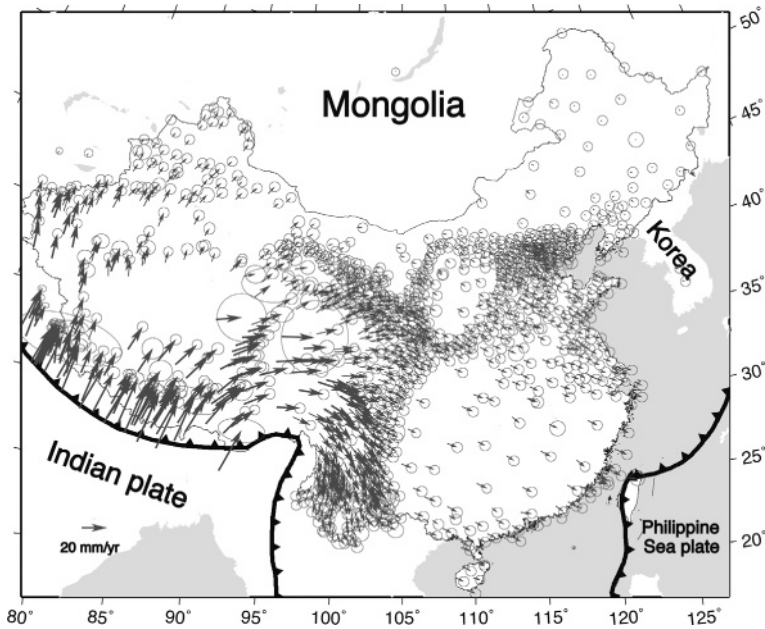 50°
Mongolia
45°
40°
Korea
35°
30°
Indian plate
25°
20 mm/yr
Philippine
Sea plate
20°
80° 85° 90° 95° 100° 105° 110° 115° 120° 125°